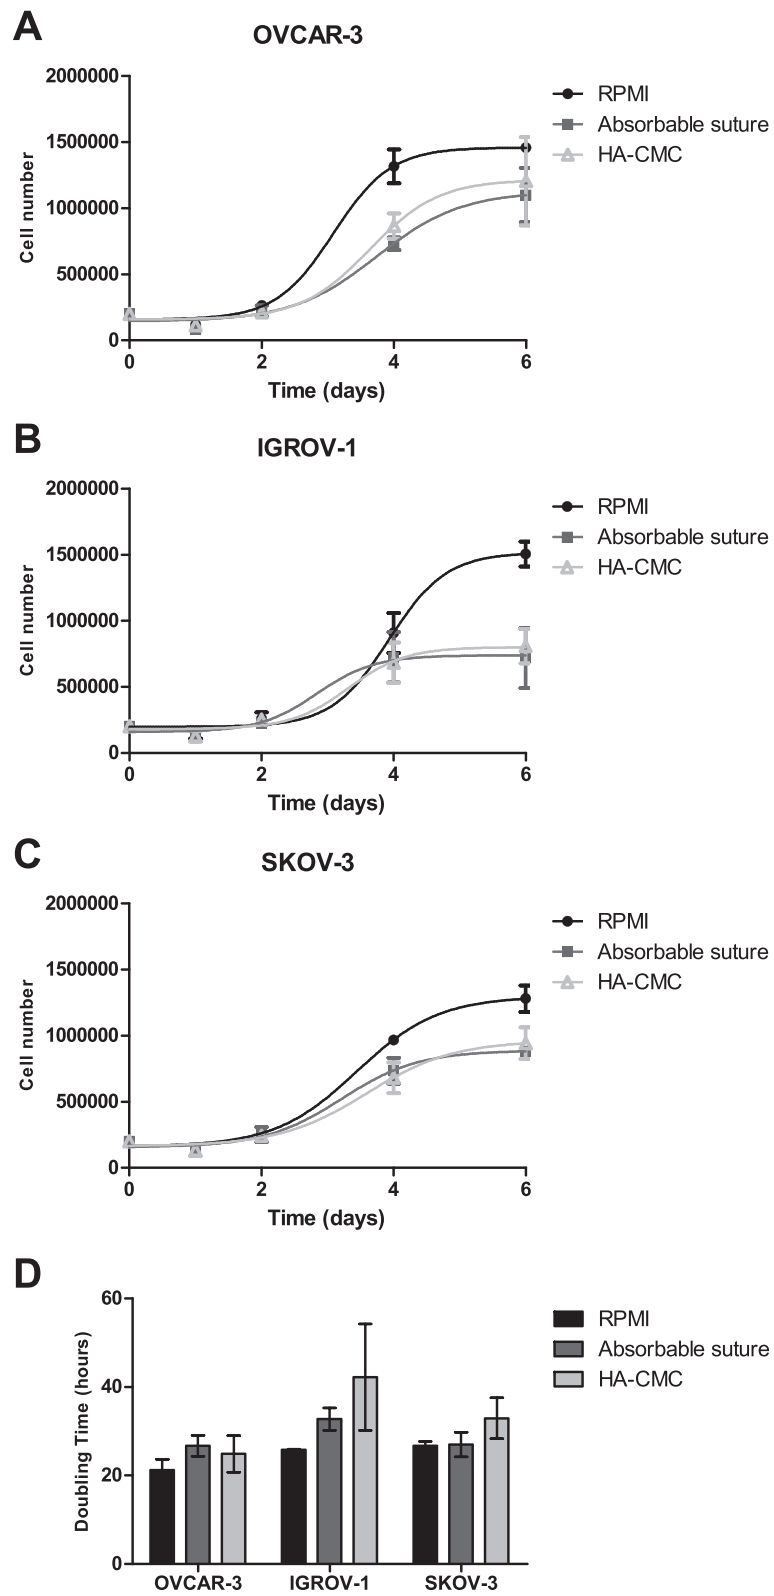 A
OVCAR-3
2000000
1500000
1000000
500000
0
Cell number
0 2 4 6
Time (days)
RPMI
Absorbable suture
HA-CMC
B
IGROV-1
2000000
1500000
1000000
500000
0
Cell number
0 2 4 6
Time (days)
RPMI
Absorbable suture
HA-CMC
C
SKOV-3
2000000
1500000
1000000
500000
0
Cell number
0 2 4 6
Time (days)
RPMI
Absorbable suture
HA-CMC
D
60
40
20
0
Doubling Time (hours)
OVCAR-3 IGROV-1 SKOV-3
RPMI
Absorbable suture
HA-CMC